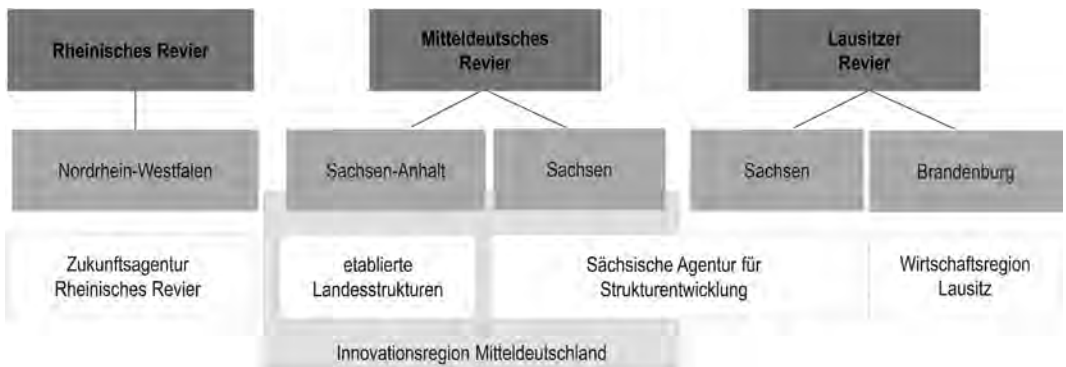 Rheinisches Revier
Mitteldeutsches
Revier
Lausitzer
Revier
Nordrhein-Westfalen
Sachsen-Anhalt
Sachsen
Sachsen
Brandenburg
Zukunftsagentur
Rheinisches Revier
etablierte
Landesstrukturen
Sächsische Agentur für
Strukturentwicklung
Wirtschaftsregion
Lausitz
Innovationsregion Mitteldeutschland